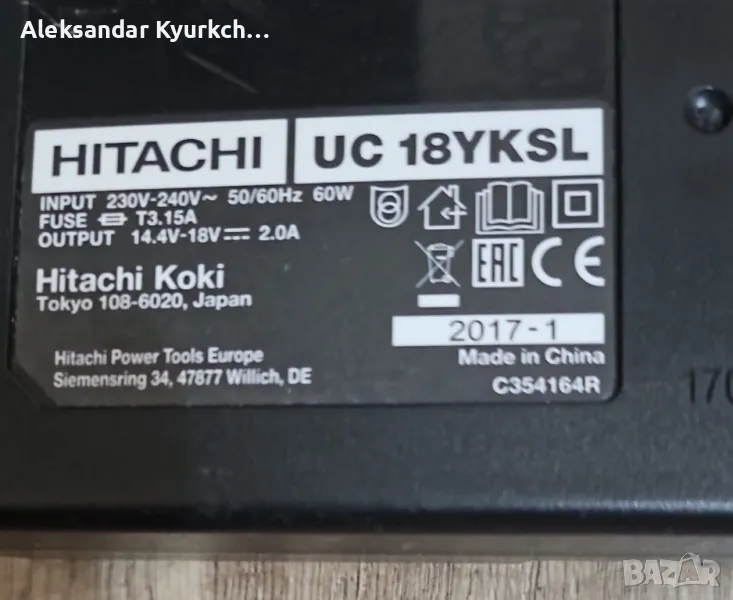 Aleksandar Kyurkch...
HITACHI UC 18YKSL
INPUT 230V-240V~ 50/60Hz 60W
FUSE T3.15A
OUTPUT 14.4V-18V⎓ 2.0A
Hitachi Koki
Tokyo 108-6020, Japan
EAC CE
2017-1
Made in China
Hitachi Power Tools Europe
Siemensring 34, 47877 Willich, DE
C354164R
170
BAZAR